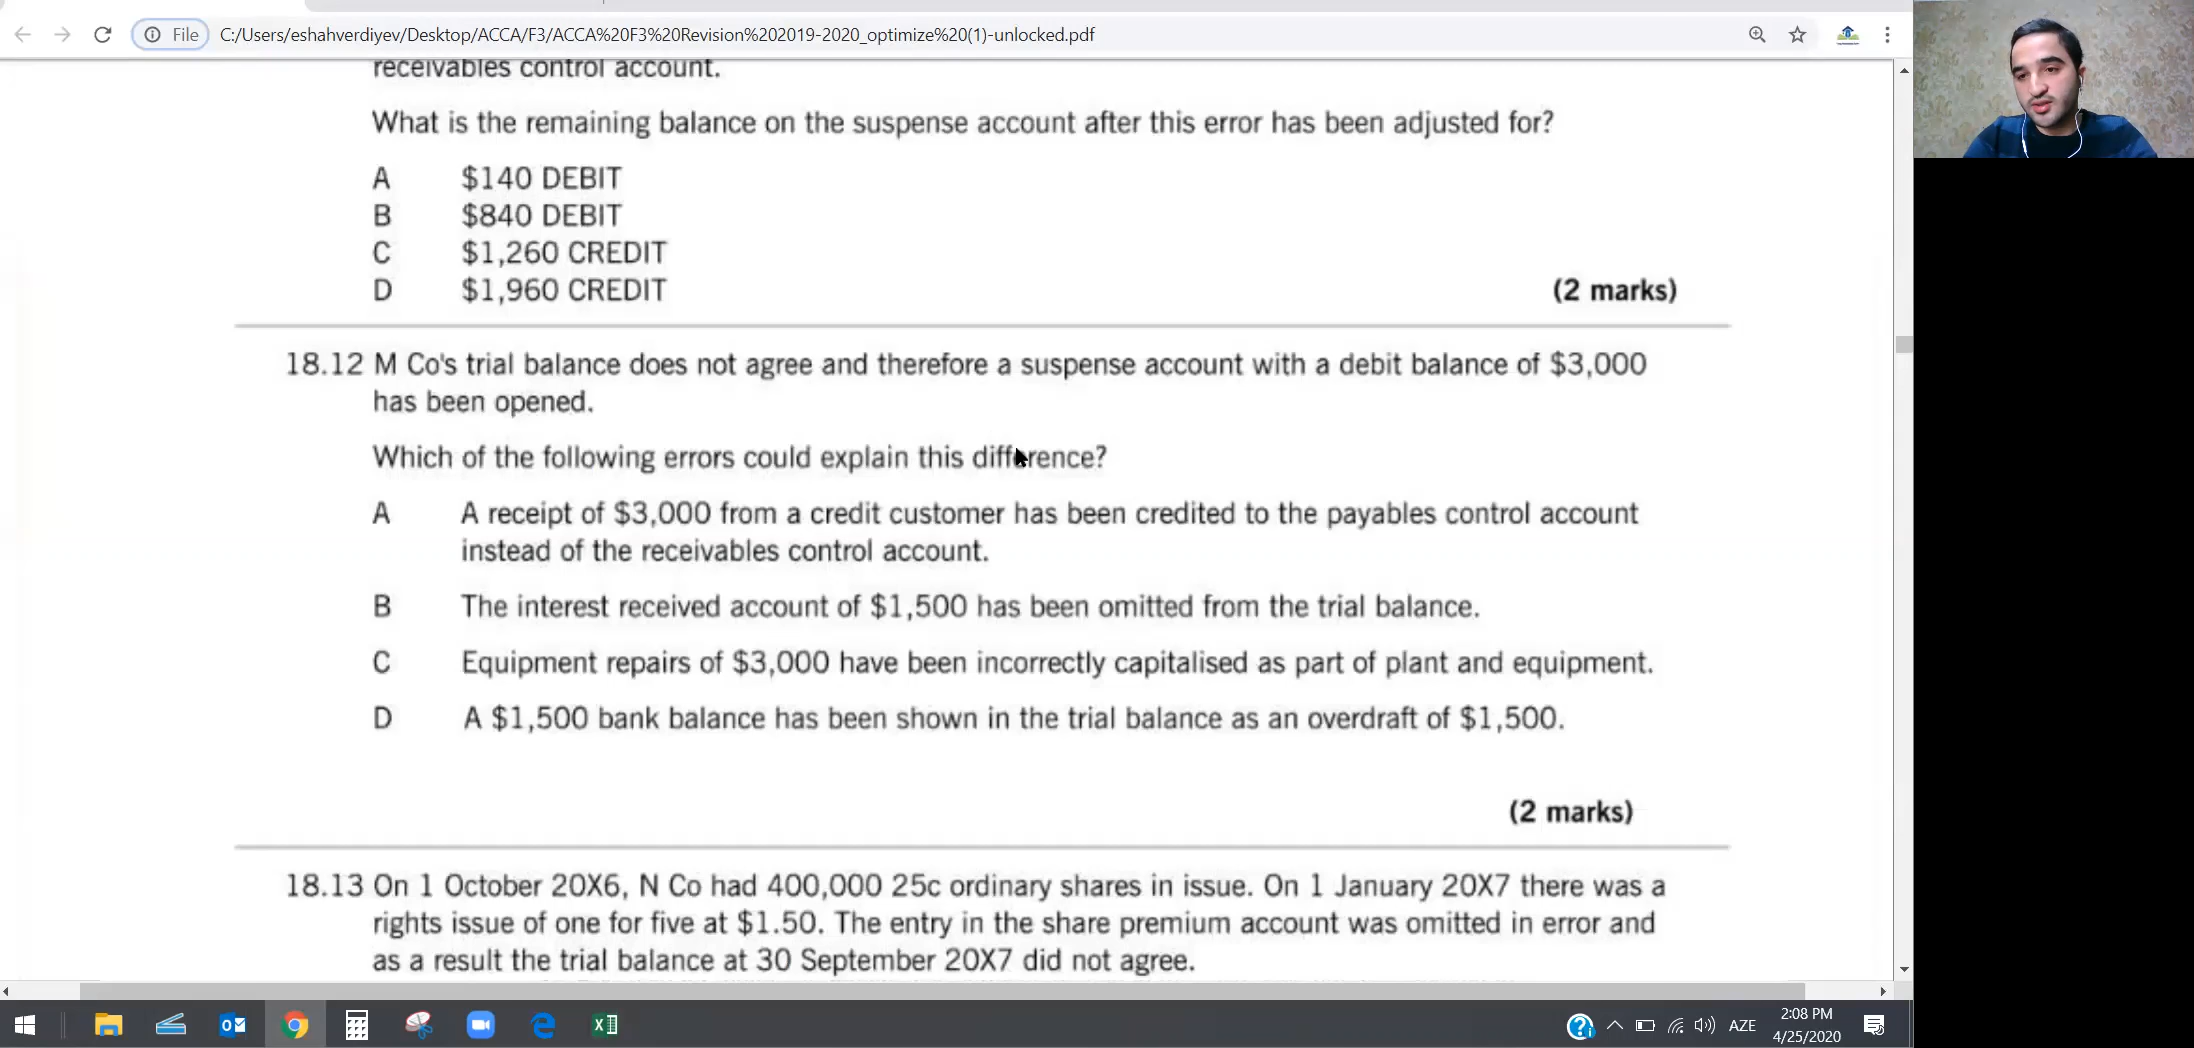 File C:/Users/eshahverdiyev/Desktop/ACCA/F3/ACCA%20F3%20Revision%202019-2020_optimize%20(1)-unlocked.pdf
receivables control account.
What is the remaining balance on the suspense account after this error has been adjusted for?
A $140 DEBIT
B $840 DEBIT
C $1,260 CREDIT
D $1,960 CREDIT
(2 marks)
18.12 M Co's trial balance does not agree and therefore a suspense account with a debit balance of $3,000
has been opened.
Which of the following errors could explain this difference?
A A receipt of $3,000 from a credit customer has been credited to the payables control account
instead of the receivables control account.
B The interest received account of $1,500 has been omitted from the trial balance.
C Equipment repairs of $3,000 have been incorrectly capitalised as part of plant and equipment.
D A $1,500 bank balance has been shown in the trial balance as an overdraft of $1,500.
(2 marks)
18.13 On 1 October 20X6, N Co had 400,000 25c ordinary shares in issue. On 1 January 20X7 there was a
rights issue of one for five at $1.50. The entry in the share premium account was omitted in error and
as a result the trial balance at 30 September 20X7 did not agree.
AZE
2:08 PM
4/25/2020